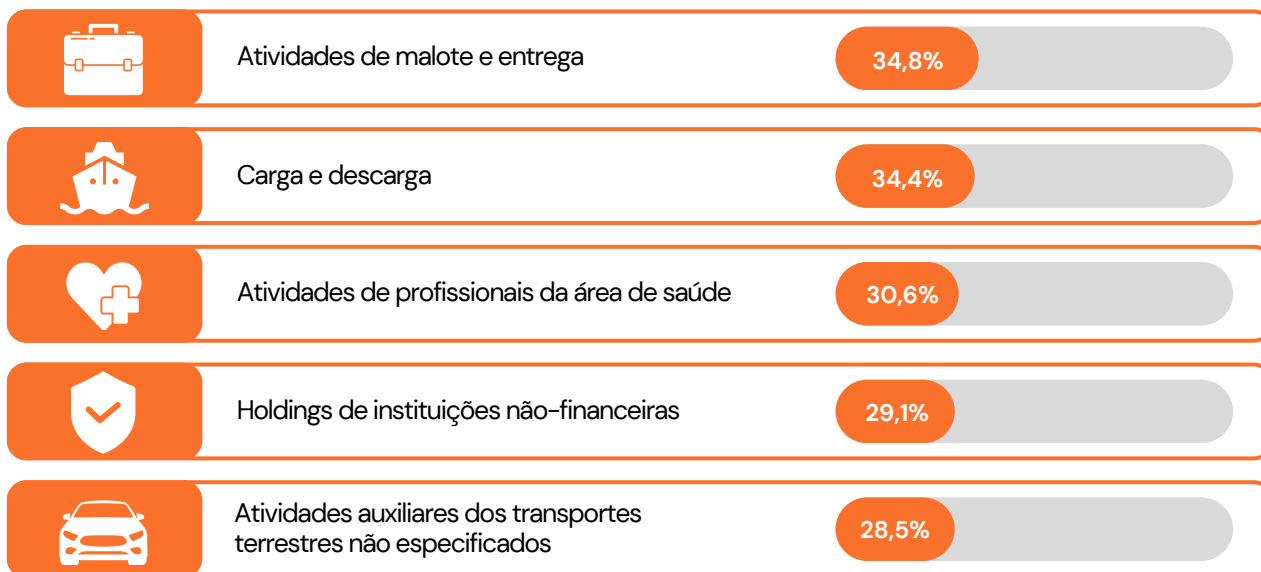 Atividades de malote e entrega
34,8%
Carga e descarga
34,4%
Atividades de profissionais da área de saúde
30,6%
Holdings de instituições não-financeiras
29,1%
Atividades auxiliares dos transportes
terrestres não especificados
28,5%